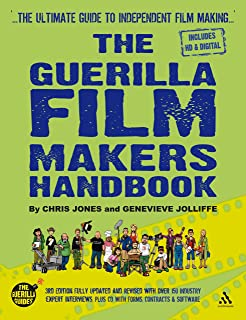 ...THE ULTIMATE GUIDE TO INDEPENDENT FILM MAKING...
INCLUDES
HD & DIGITAL
THE
GUERILLA
FILM
MAKERS
HANDBOOK
By CHRIS JONES and GENEVIEVE JOLLIFFE
THE
GUERILLA
GUIDES
3RD EDITION FULLY UPDATED AND REVISED WITH OVER 150 INDUSTRY
EXPERT INTERVIEWS PLUS CD WITH FORMS, CONTRACTS & SOFTWARE
continuum